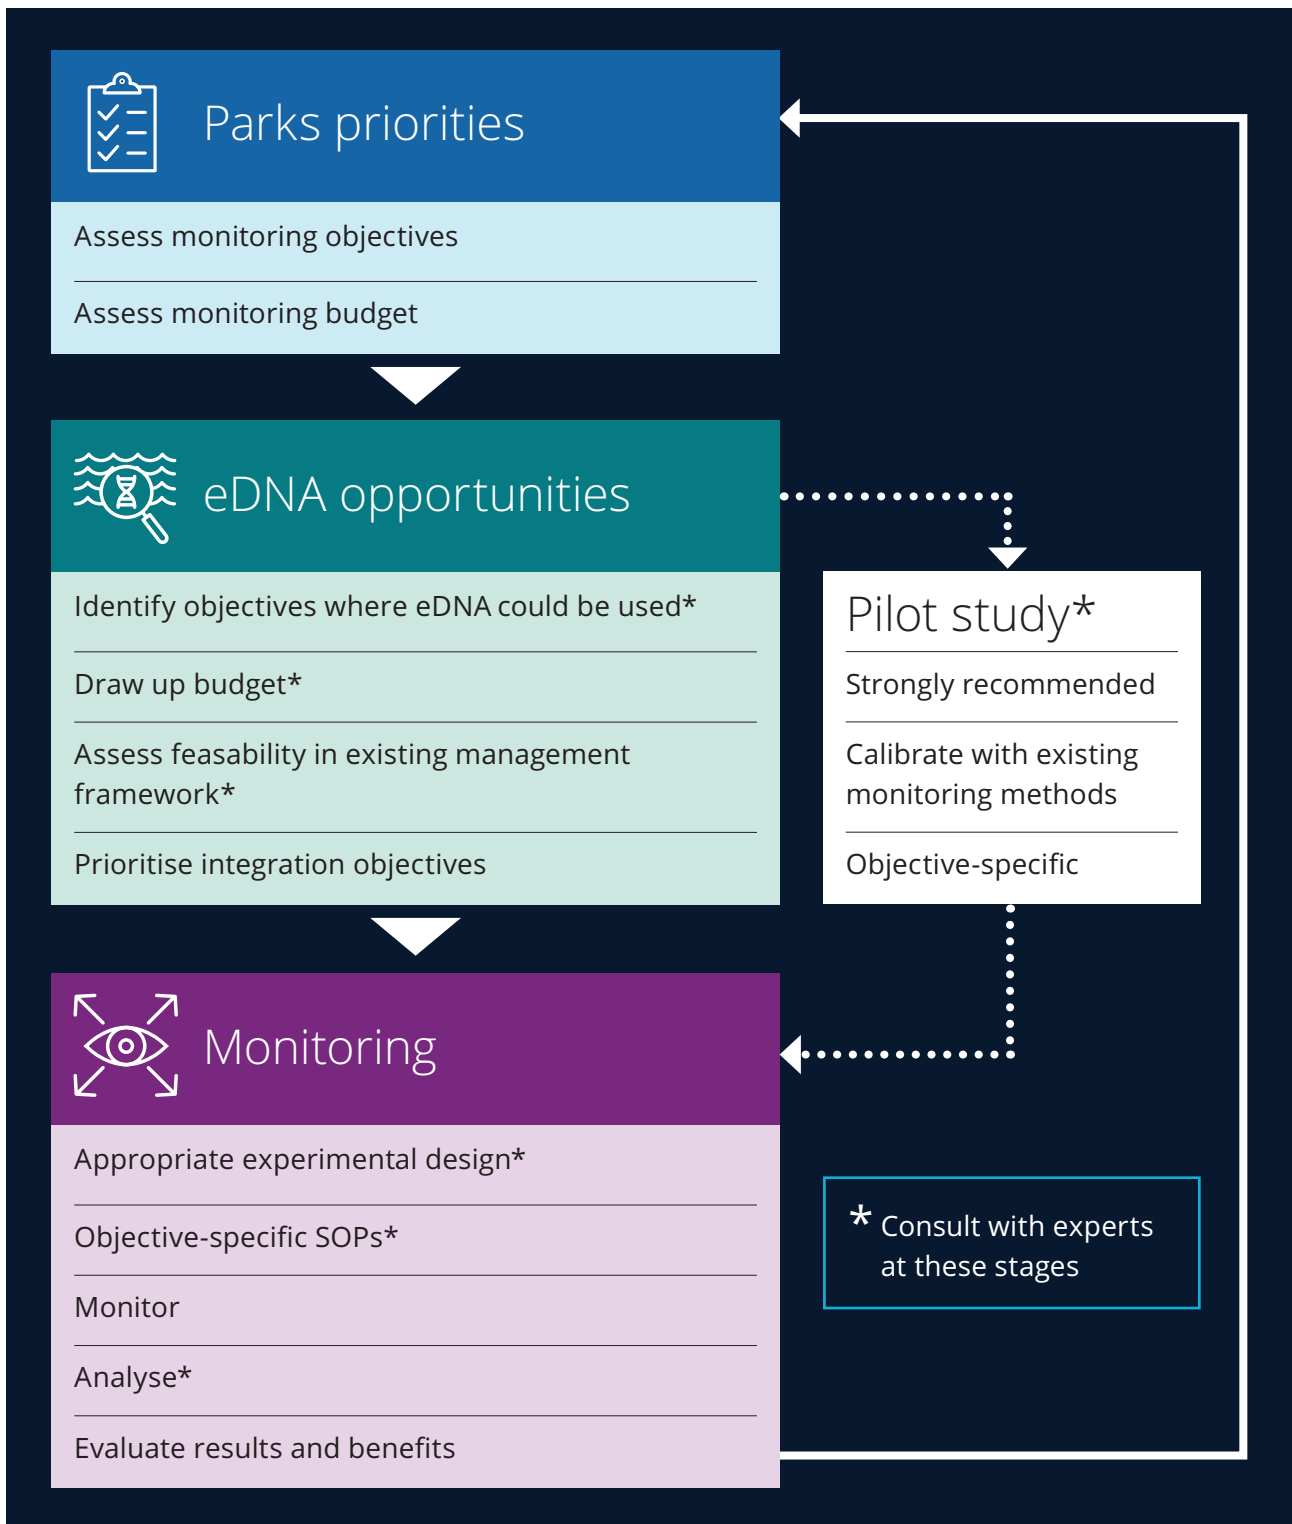 Parks priorities
Assess monitoring objectives
Assess monitoring budget
eDNA opportunities
Identify objectives where eDNA could be used*
Draw up budget*
Assess feasability in existing management
framework*
Prioritise integration objectives
Pilot study*
Strongly recommended
Calibrate with existing
monitoring methods
Objective-specific
Monitoring
Appropriate experimental design*
Objective-specific SOPs*
Monitor
Analyse*
Evaluate results and benefits
* Consult with experts
at these stages